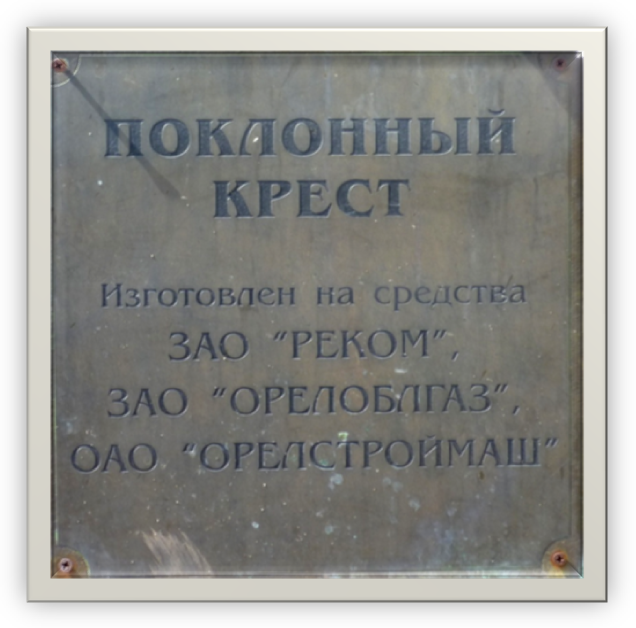 ПОКЛОННЫЙ
КРЕСТ
Изготовлен на средства
ЗАО "РЕКОМ",
ЗАО "ОРЕЛОБЛГАЗ",
ОАО "ОРЕЛСТРОЙМАШ"